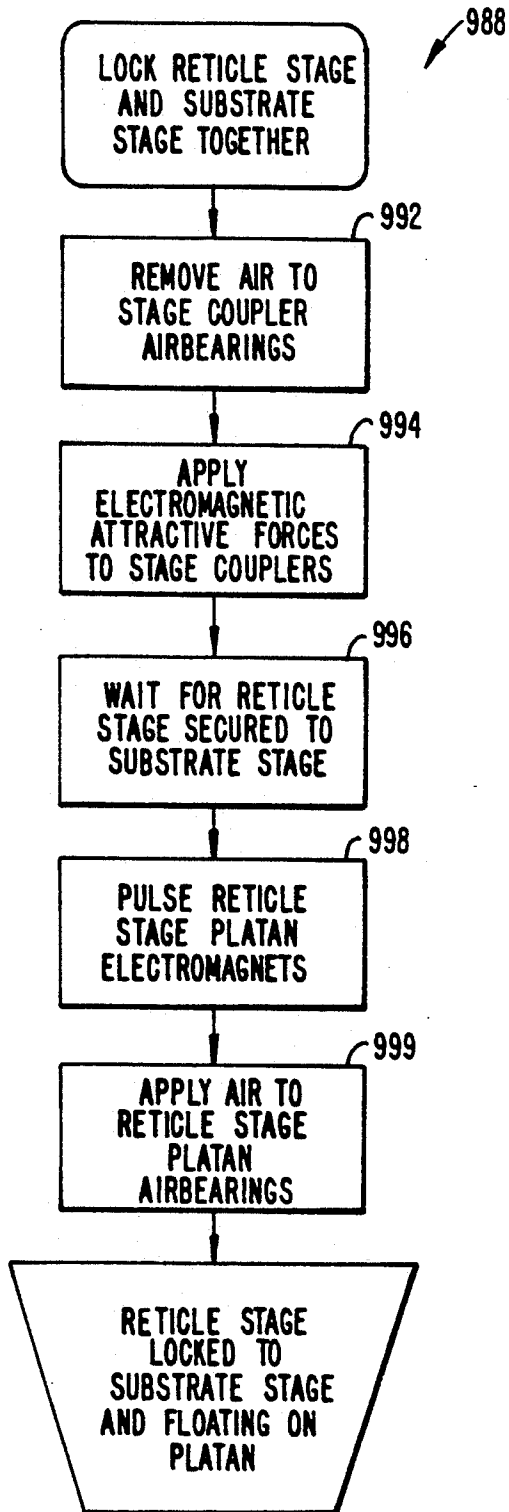 988
LOCK RETICLE STAGE
AND SUBSTRATE
STAGE TOGETHER
992
REMOVE AIR TO
STAGE COUPLER
AIRBEARINGS
994
APPLY
ELECTROMAGNETIC
ATTRACTIVE FORCES
TO STAGE COUPLERS
996
WAIT FOR RETICLE
STAGE SECURED TO
SUBSTRATE STAGE
998
PULSE RETICLE
STAGE PLATAN
ELECTROMAGNETS
999
APPLY AIR TO
RETICLE STAGE
PLATAN
AIRBEARINGS
RETICLE STAGE
LOCKED TO
SUBSTRATE STAGE
AND FLOATING ON
PLATAN